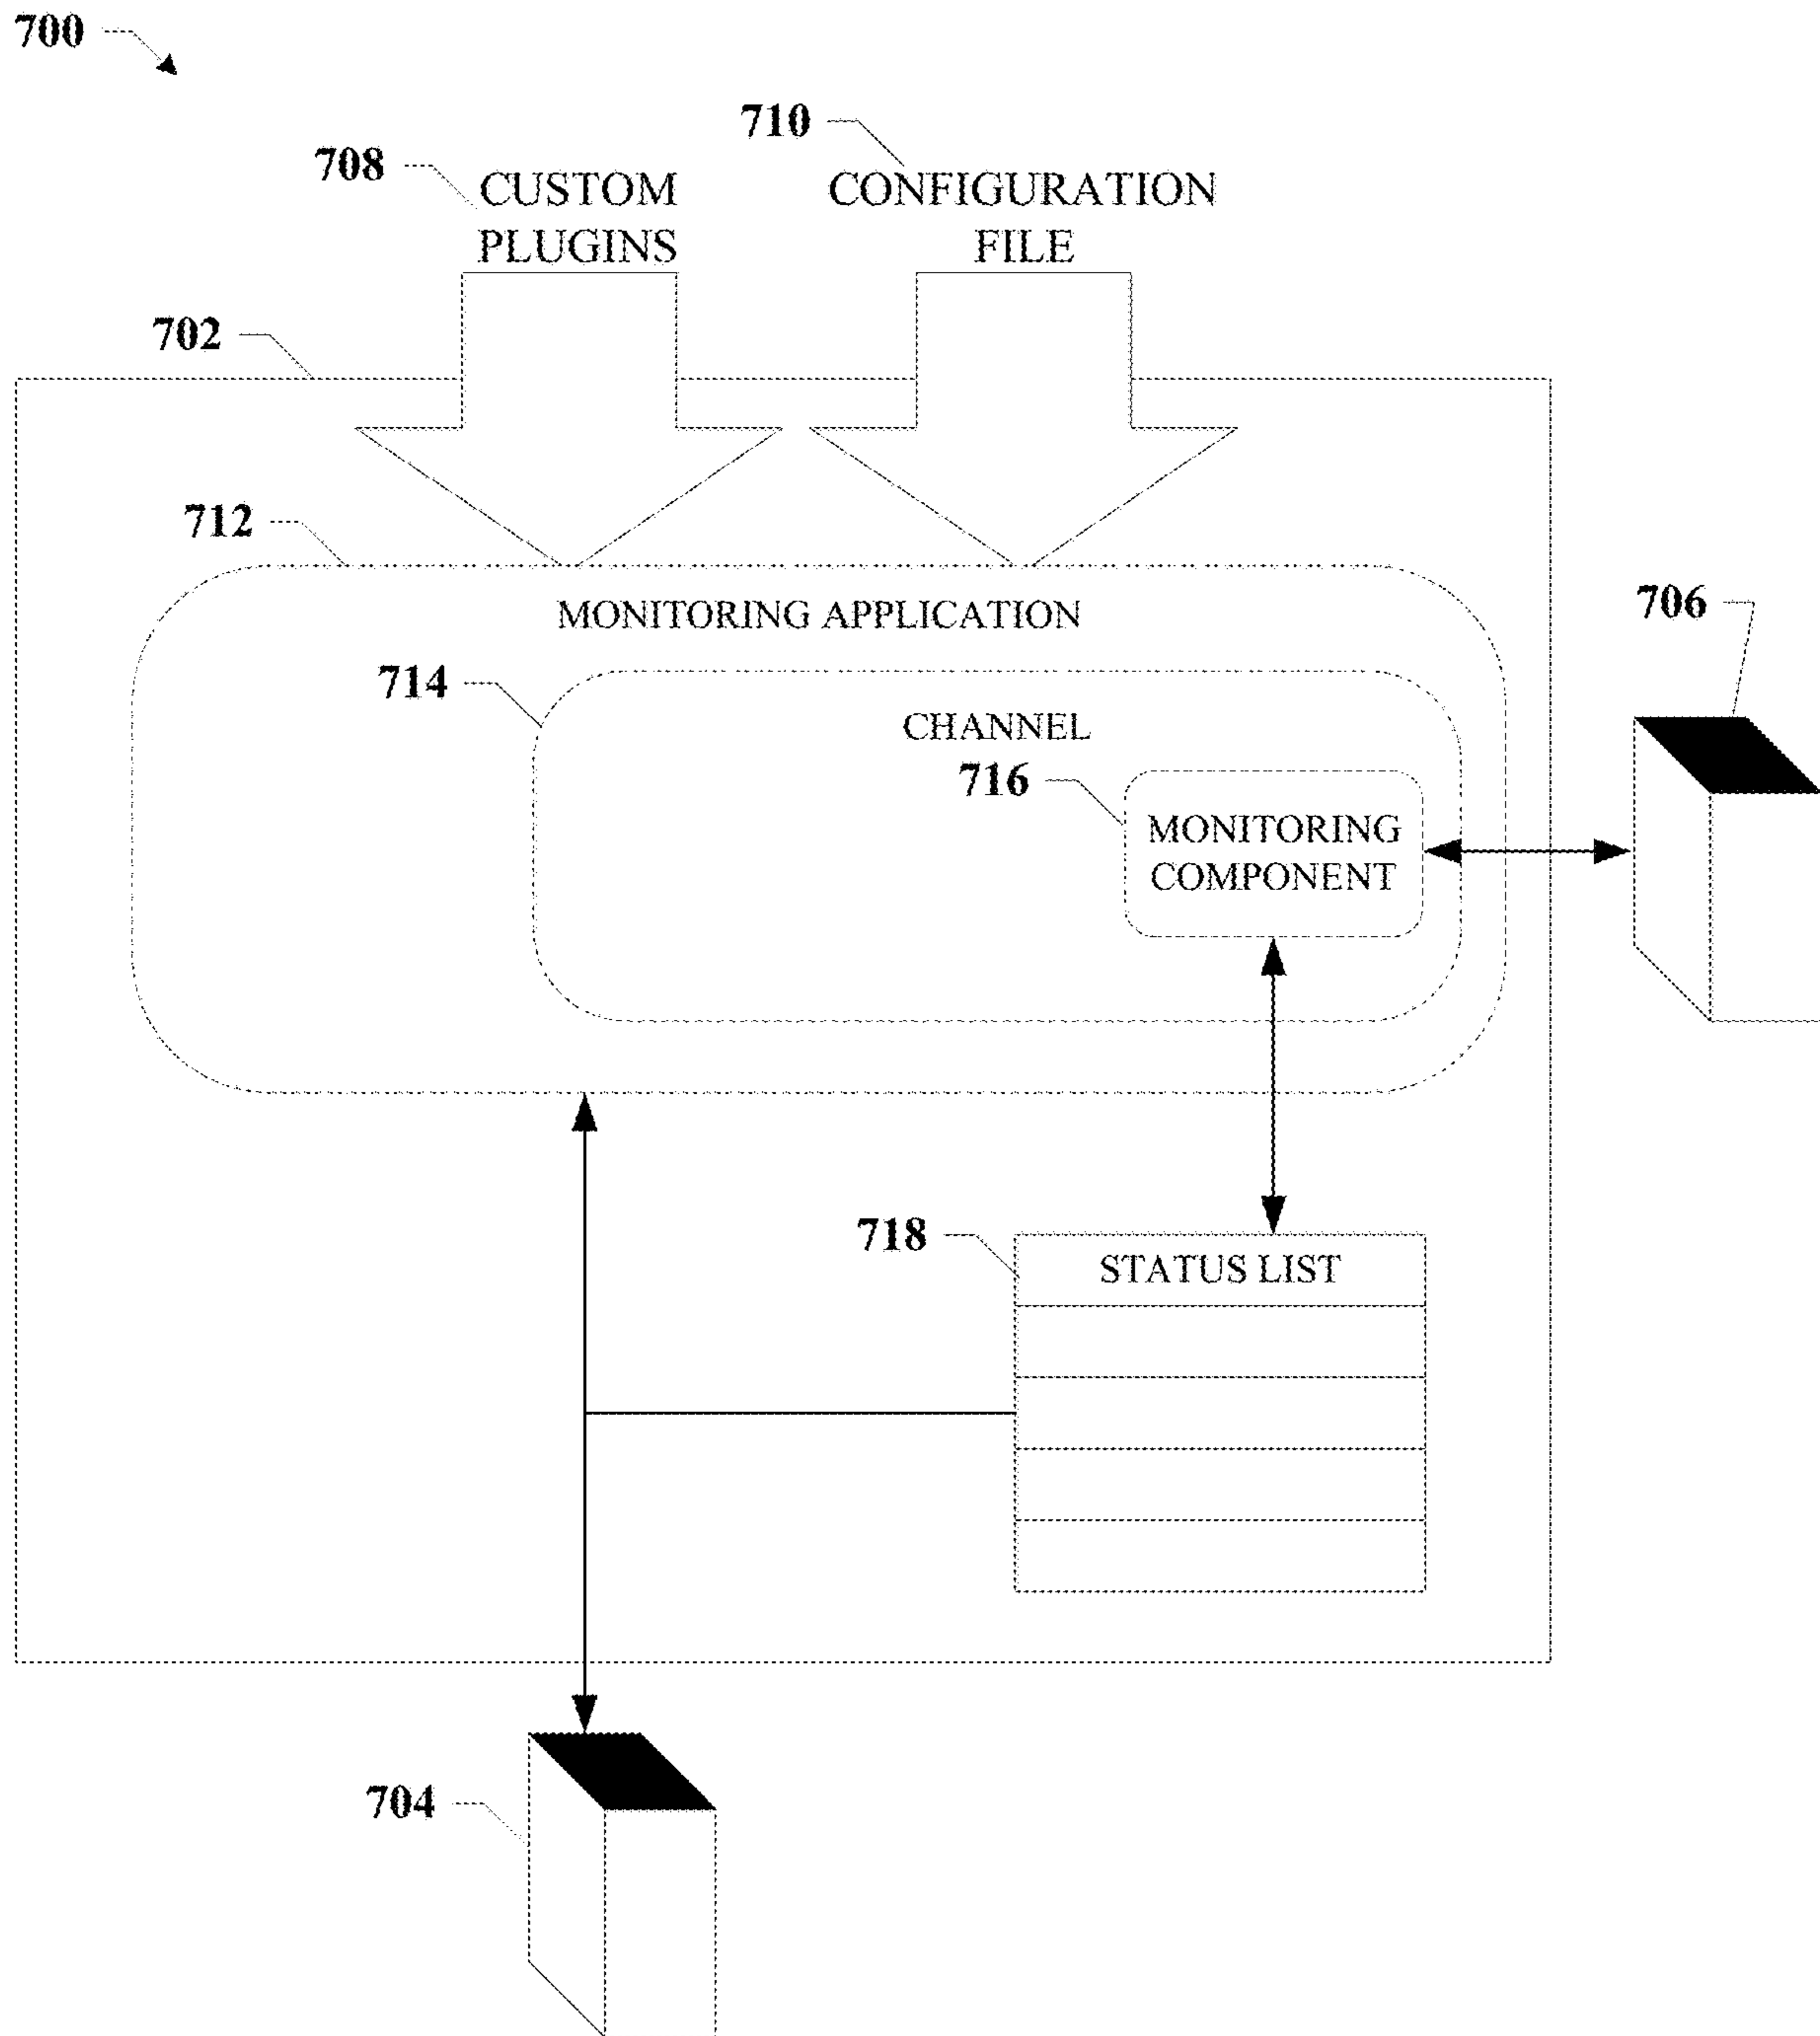 700
710
708
CUSTOM
PLUGINS
CONFIGURATION
FILE
702
712
MONITORING APPLICATION
706
714
CHANNEL
716
MONITORING
COMPONENT
718
STATUS LIST
704